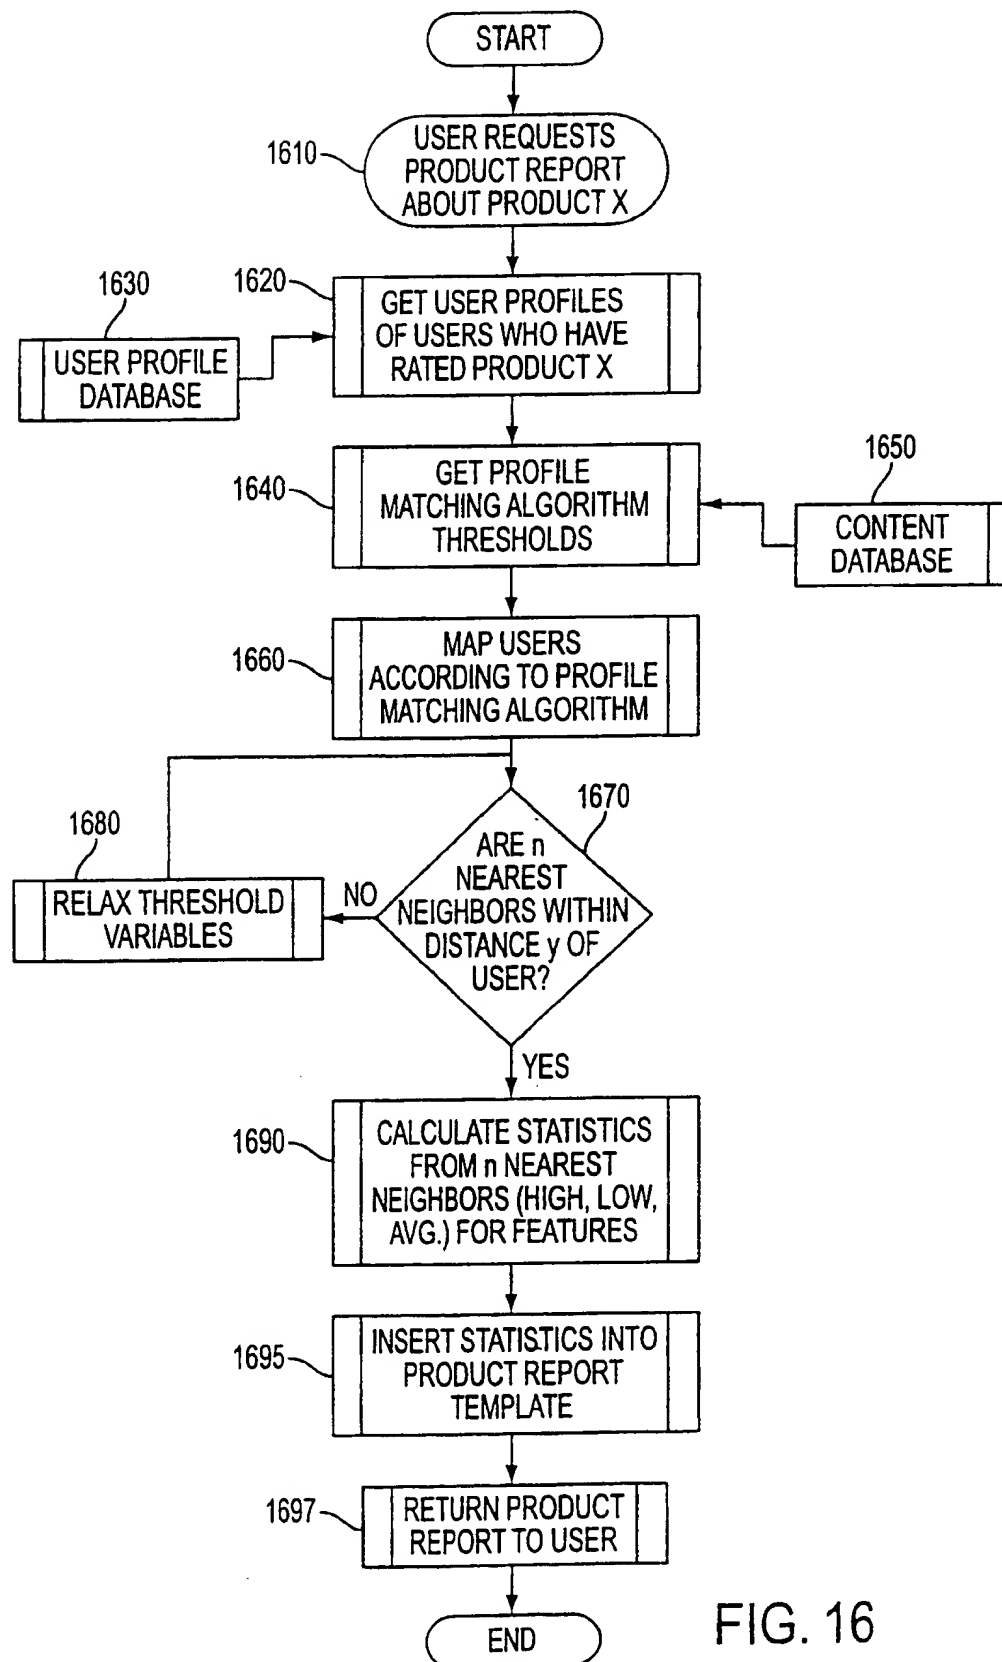 START
1610
USER REQUESTS
PRODUCT REPORT
ABOUT PRODUCT X
1630
USER PROFILE
DATABASE
1620
GET USER PROFILES
OF USERS WHO HAVE
RATED PRODUCT X
1640
GET PROFILE
MATCHING ALGORITHM
THRESHOLDS
1650
CONTENT
DATABASE
1660
MAP USERS
ACCORDING TO PROFILE
MATCHING ALGORITHM
1670
ARE n
NEAREST
NEIGHBORS WITHIN
DISTANCE y OF
USER?
NO
1680
RELAX THRESHOLD
VARIABLES
YES
1690
CALCULATE STATISTICS
FROM n NEAREST
NEIGHBORS (HIGH, LOW,
AVG.) FOR FEATURES
1695
INSERT STATISTICS INTO
PRODUCT REPORT
TEMPLATE
1697
RETURN PRODUCT
REPORT TO USER
END
FIG. 16